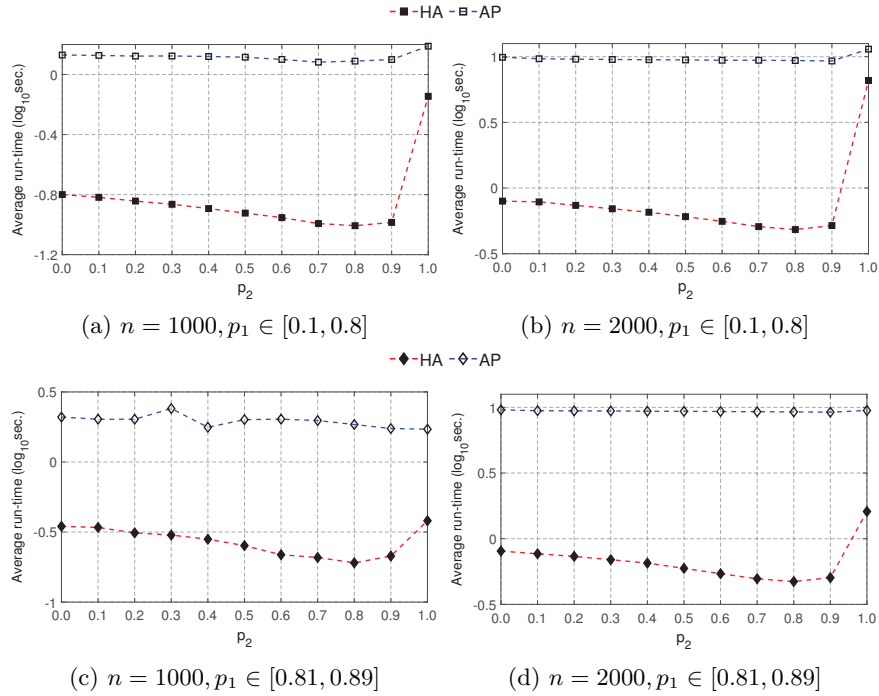 HA AP
Average run-time (log10sec.)
0
-0.4
-0.8
-1.2
0.0 0.1 0.2 0.3 0.4 0.5 0.6 0.7 0.8 0.9 1.0
p2
(a) n = 1000, p1 ∈ [0.1, 0.8]
Average run-time (log10sec.)
1
0.5
0
-0.5
0.0 0.1 0.2 0.3 0.4 0.5 0.6 0.7 0.8 0.9 1.0
p2
(b) n = 2000, p1 ∈ [0.1, 0.8]
HA AP
Average run-time (log10sec.)
0.5
0
-0.5
-1
0.0 0.1 0.2 0.3 0.4 0.5 0.6 0.7 0.8 0.9 1.0
p2
(c) n = 1000, p1 ∈ [0.81, 0.89]
Average run-time (log10sec.)
1
0.5
0
-0.5
0.0 0.1 0.2 0.3 0.4 0.5 0.6 0.7 0.8 0.9 1.0
p2
(d) n = 2000, p1 ∈ [0.81, 0.89]